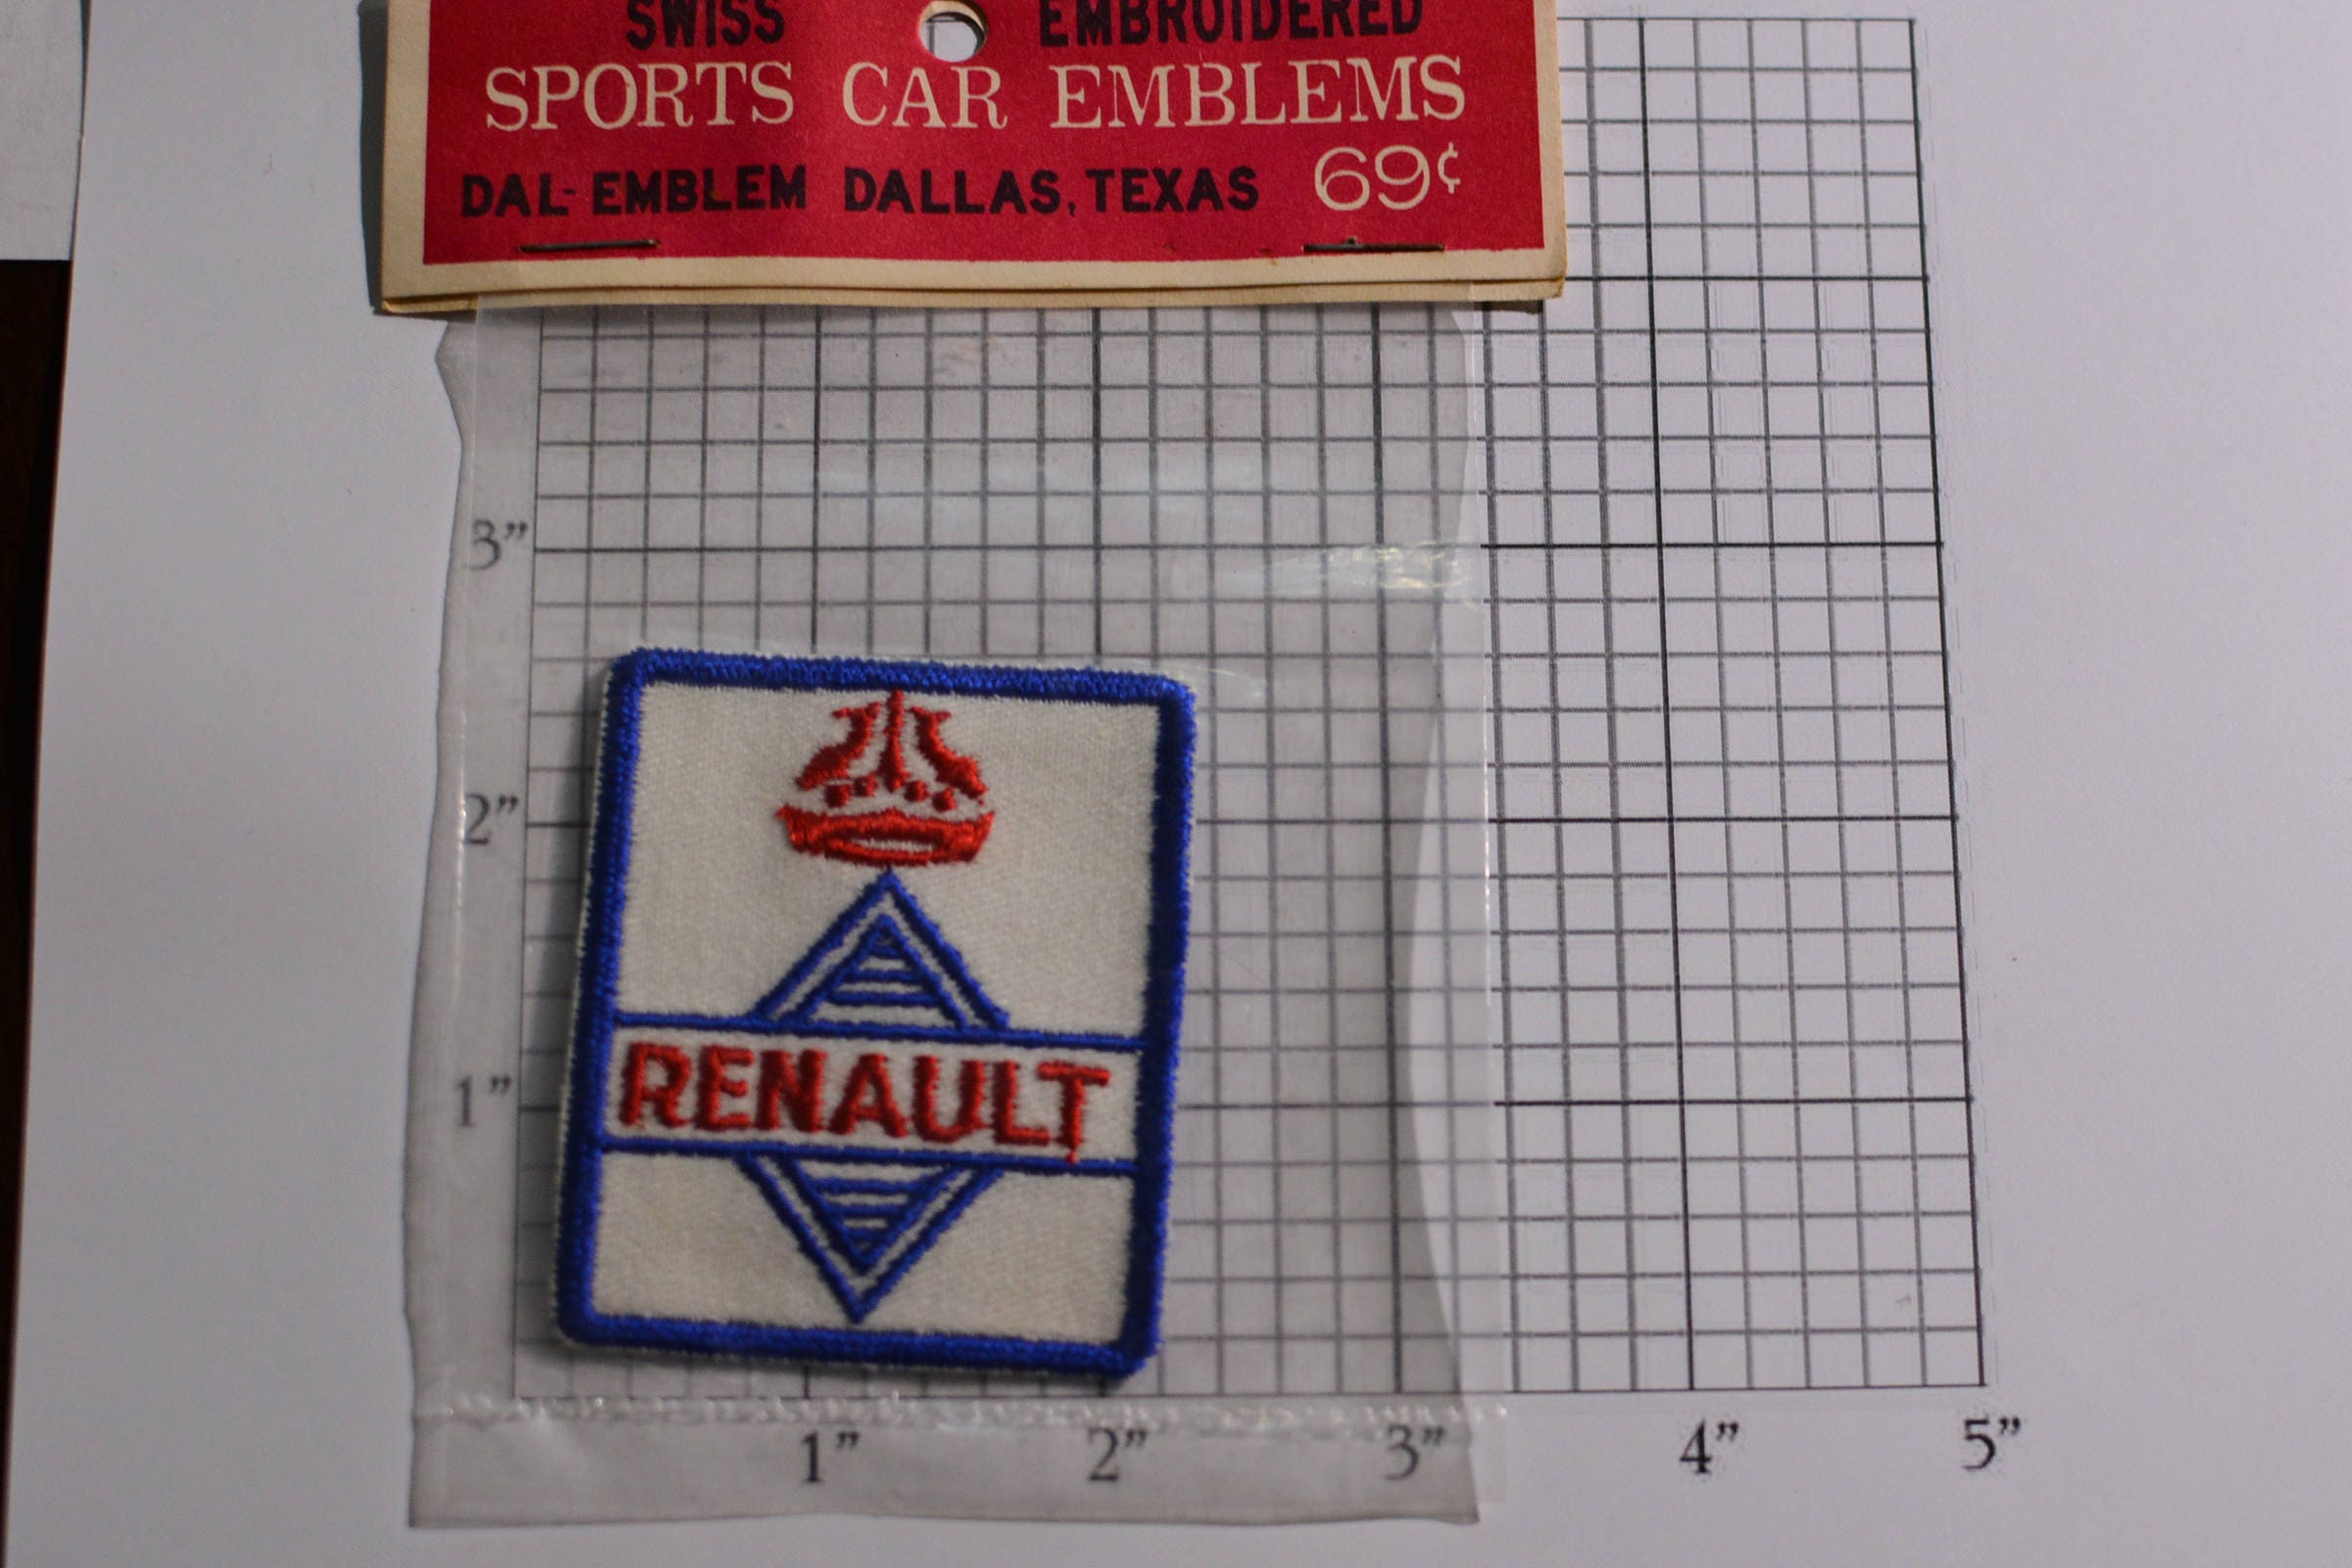 SWISS EMBROIDERED
SPORTS CAR EMBLEMS
DAL-EMBLEM DALLAS, TEXAS 69¢
3”
2”
RENAULT
1”
1” 2” 3” 4” 5”